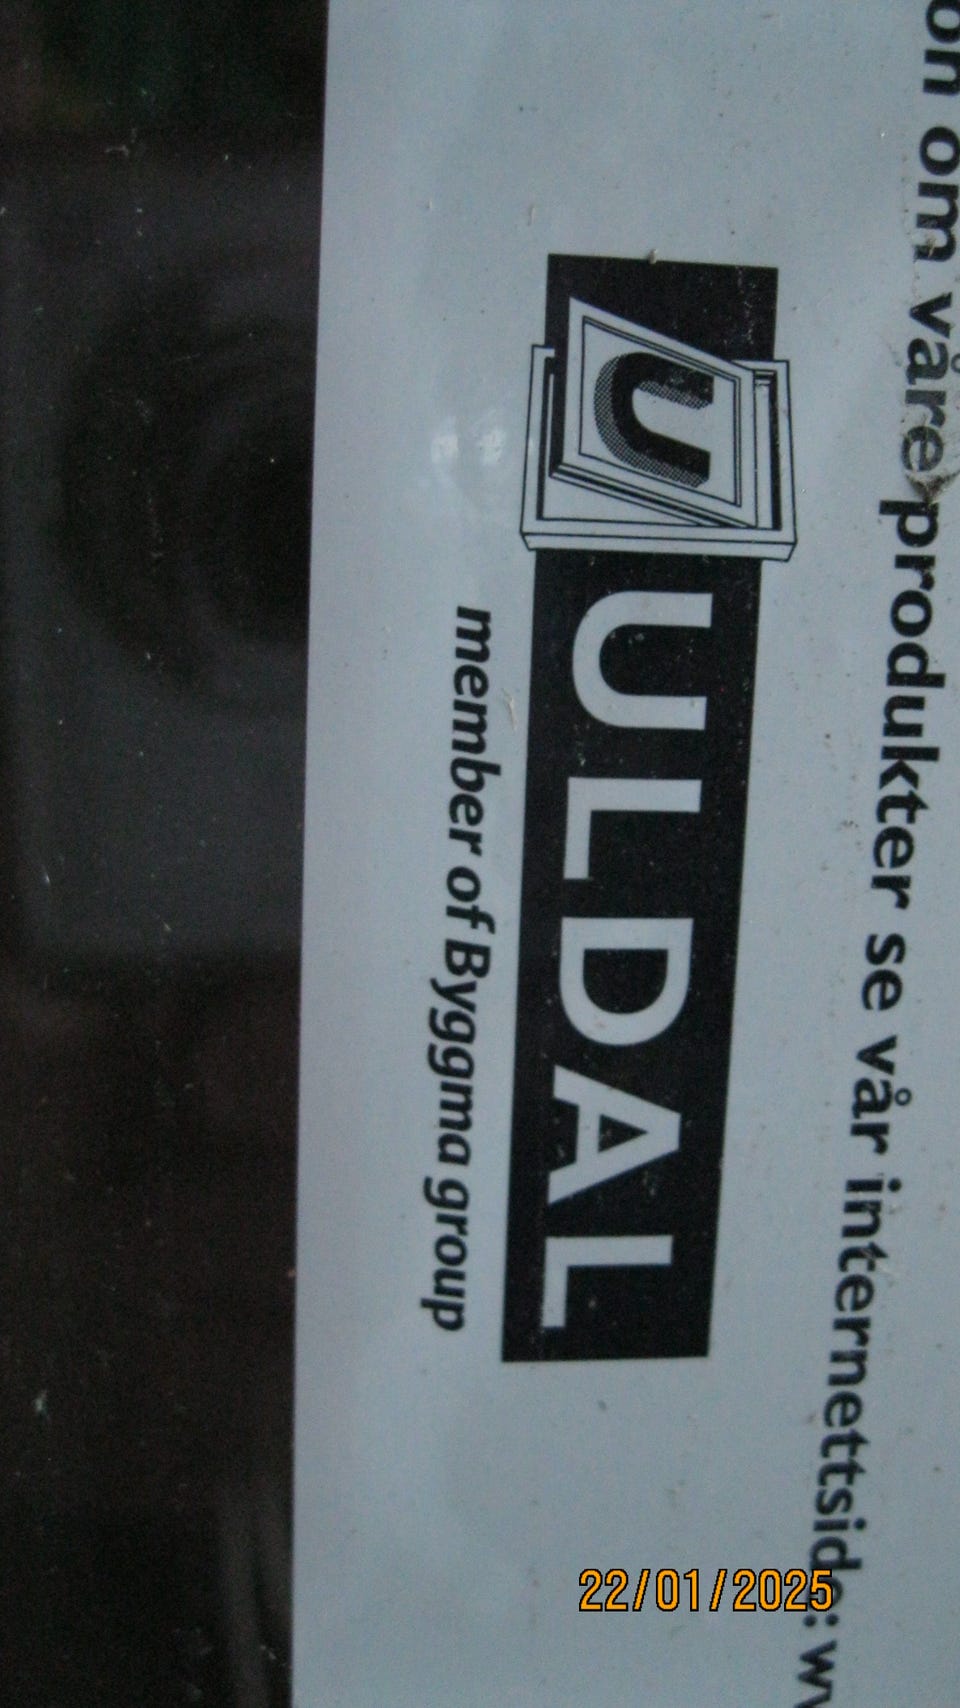 on om våre produkter se vår internettside: w
U ULDAL
member of Byggma group
22/01/2025